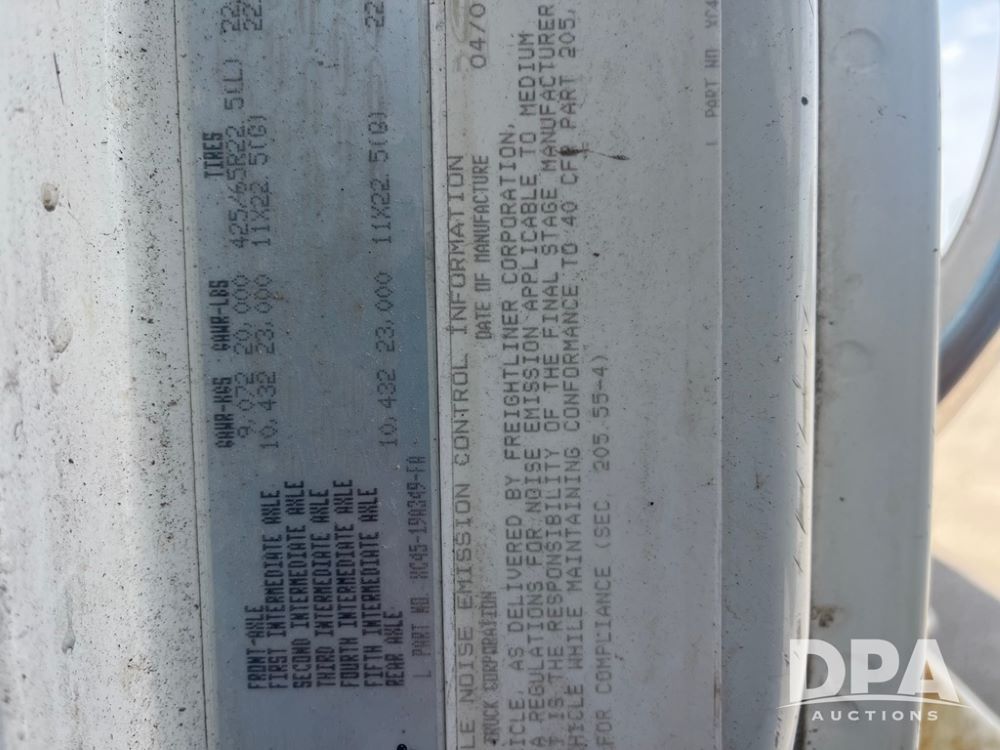 GAWR-KGS GAWR-LBS TIRES
FRONT-AXLE 9,072 20,000 425/65R22.5(L) 22
FIRST INTERMEDIATE AXLE 10,432 23,000 11X22.5(G) 22
SECOND INTERMEDIATE AXLE
THIRD INTERMEDIATE AXLE
FOURTH INTERMEDIATE AXLE
FIFTH INTERMEDIATE AXLE
REAR AXLE 10,432 23,000 11X22.5(G) 22
PART NO.
LE NOISE EMISSION CONTROL INFORMATION
TRUCK CORPORATION DATE OF MANUFACTURE 04/0
ICLE AS DELIVERED BY FREIGHTLINER CORPORATION,
A REGULATIONS FOR NOISE EMISSION APPLICABLE TO MEDIUM
T IS THE RESPONSIBILITY OF THE FINAL STAGE MANUFACTURER
HICLE WHILE MAINTAINING CONFORMANCE TO 40 CFR PART 205,
FOR COMPLIANCE (SEC 205.55-4)
PART NO
DPA
AUCTIONS